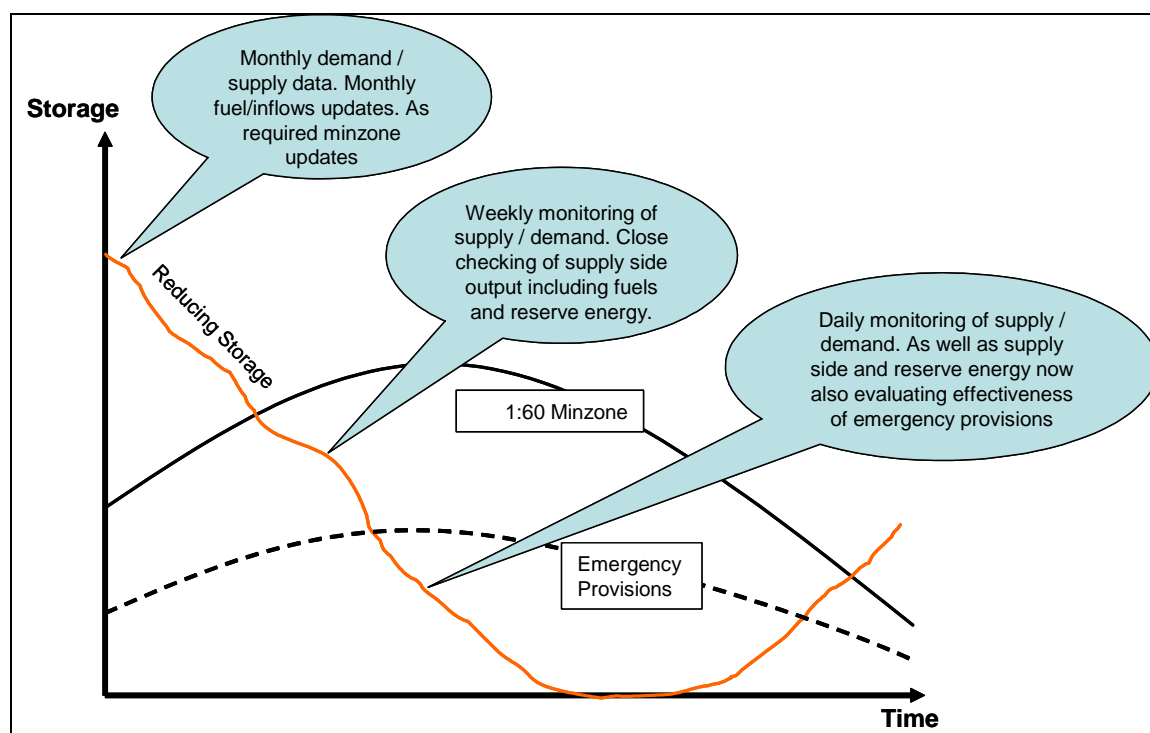 Monthly demand /
supply data. Monthly
fuel/inflows updates. As
required minzone
updates
Storage
Weekly monitoring of
supply / demand. Close
checking of supply side
output including fuels
and reserve energy.
Reducing Storage
Daily monitoring of supply /
demand. As well as supply
side and reserve energy now
also evaluating effectiveness
of emergency provisions
1:60 Minzone
Emergency
Provisions
Time